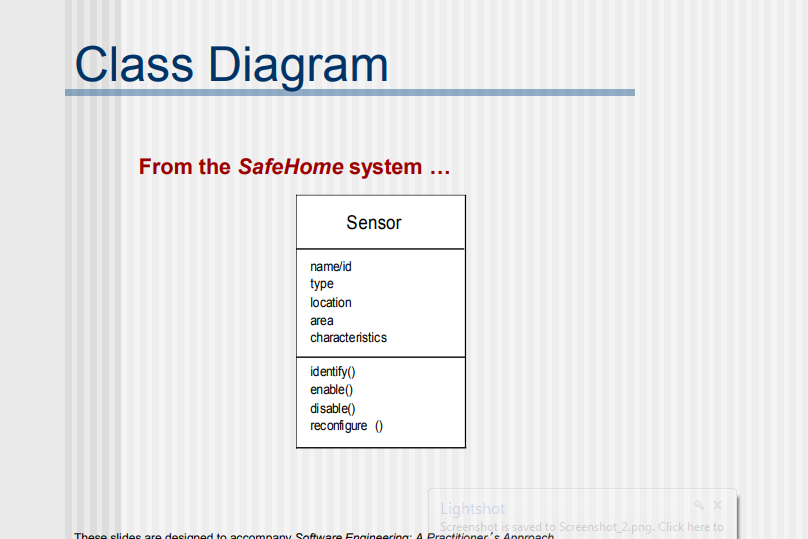 Class Diagram
From the SafeHome system …
Sensor
name/id
type
location
area
characteristics
identify()
enable()
disable()
reconfigure ()
Lightshot
Screenshot is saved to Screenshot_2.png. Click here to
These slides are designed to accompany Software Engineering: A Practitioner's Approach